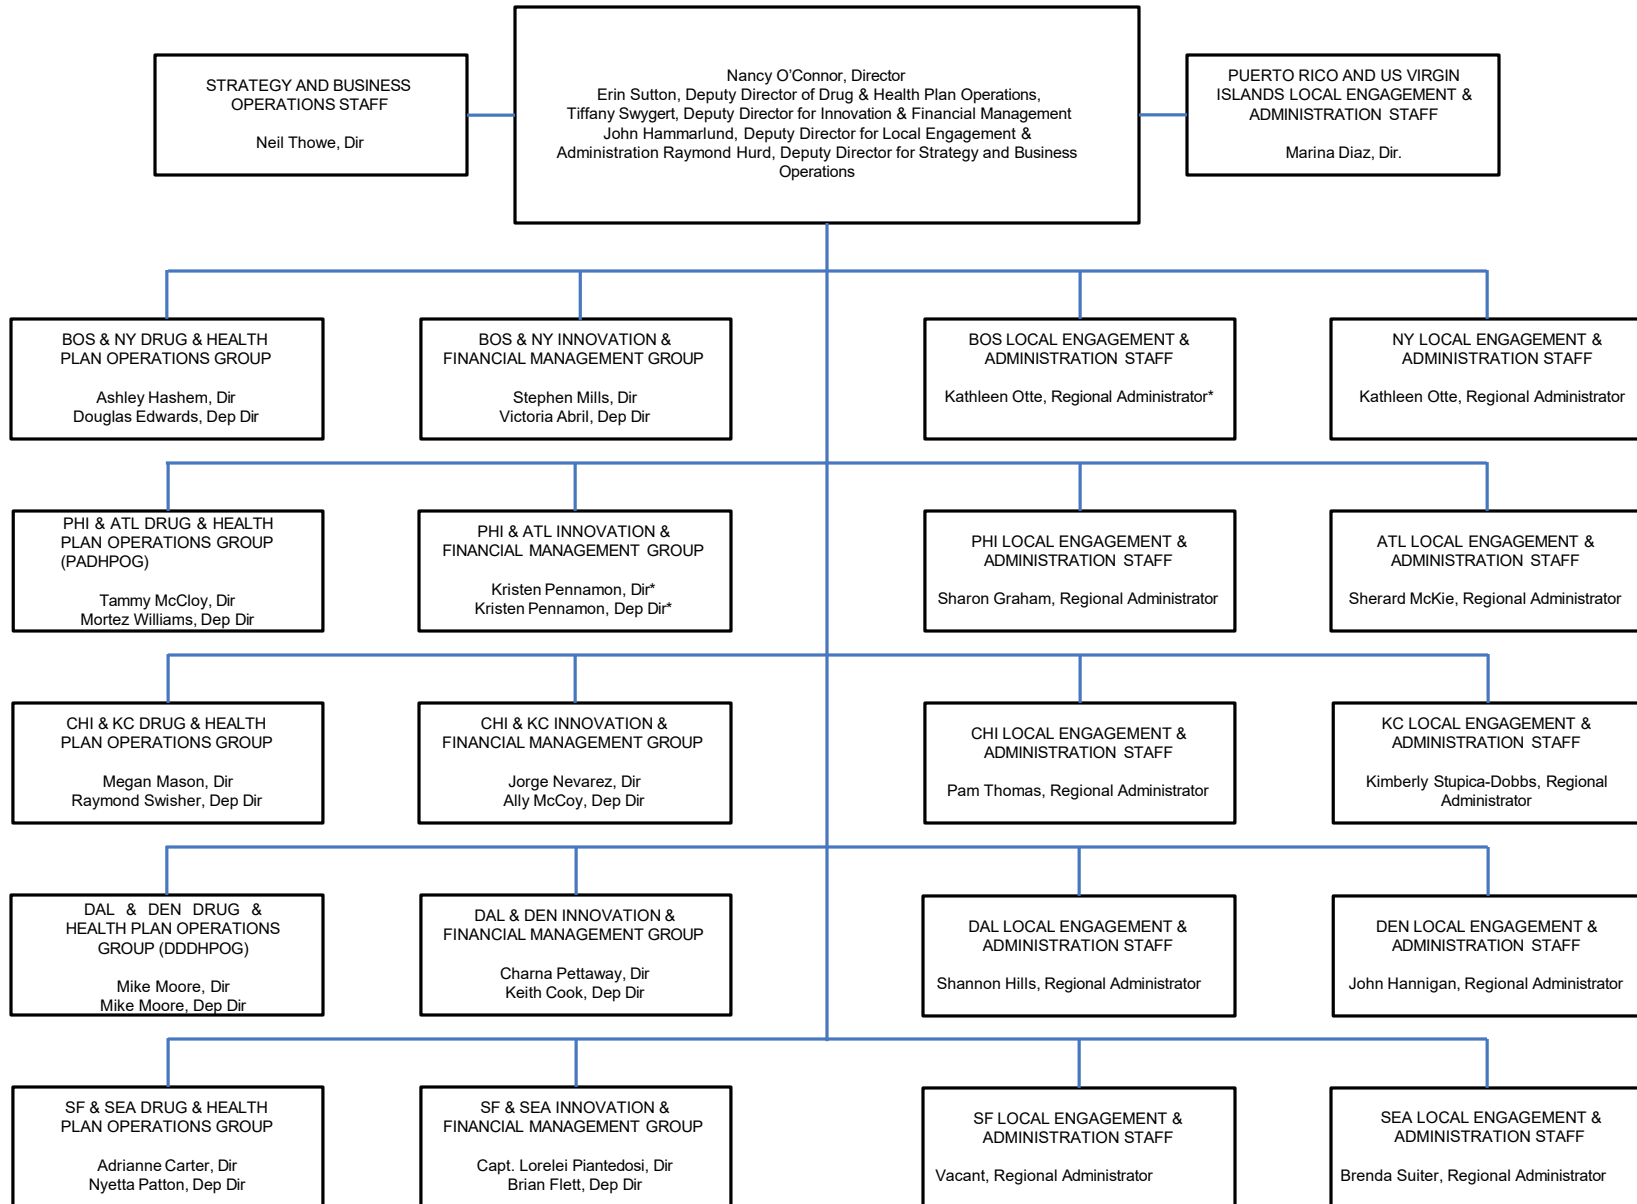 STRATEGY AND BUSINESS
OPERATIONS STAFF
Neil Thowe, Dir
Nancy O'Connor, Director
Erin Sutton, Deputy Director of Drug & Health Plan Operations,
Tiffany Swygert, Deputy Director for Innovation & Financial Management
John Hammarlund, Deputy Director for Local Engagement &
Administration Raymond Hurd, Deputy Director for Strategy and Business
Operations
PUERTO RICO AND US VIRGIN
ISLANDS LOCAL ENGAGEMENT &
ADMINISTRATION STAFF
Marina Diaz, Dir.
BOS & NY DRUG & HEALTH
PLAN OPERATIONS GROUP
Ashley Hashem, Dir
Douglas Edwards, Dep Dir
BOS & NY INNOVATION &
FINANCIAL MANAGEMENT GROUP
Stephen Mills, Dir
Victoria Abril, Dep Dir
BOS LOCAL ENGAGEMENT &
ADMINISTRATION STAFF
Kathleen Otte, Regional Administrator*
NY LOCAL ENGAGEMENT &
ADMINISTRATION STAFF
Kathleen Otte, Regional Administrator
PHI & ATL DRUG & HEALTH
PLAN OPERATIONS GROUP
(PADHPOG)
Tammy McCloy, Dir
Mortez Williams, Dep Dir
PHI & ATL INNOVATION &
FINANCIAL MANAGEMENT GROUP
Kristen Pennamon, Dir*
Kristen Pennamon, Dep Dir*
PHI LOCAL ENGAGEMENT &
ADMINISTRATION STAFF
Sharon Graham, Regional Administrator
ATL LOCAL ENGAGEMENT &
ADMINISTRATION STAFF
Sherard McKie, Regional Administrator
CHI & KC DRUG & HEALTH
PLAN OPERATIONS GROUP
Megan Mason, Dir
Raymond Swisher, Dep Dir
CHI & KC INNOVATION &
FINANCIAL MANAGEMENT GROUP
Jorge Nevarez, Dir
Ally McCoy, Dep Dir
CHI LOCAL ENGAGEMENT &
ADMINISTRATION STAFF
Pam Thomas, Regional Administrator
KC LOCAL ENGAGEMENT &
ADMINISTRATION STAFF
Kimberly Stupica-Dobbs, Regional
Administrator
DAL & DEN DRUG &
HEALTH PLAN OPERATIONS
GROUP (DDDHPOG)
Mike Moore, Dir
Mike Moore, Dep Dir
DAL & DEN INNOVATION &
FINANCIAL MANAGEMENT GROUP
Charna Pettaway, Dir
Keith Cook, Dep Dir
DAL LOCAL ENGAGEMENT &
ADMINISTRATION STAFF
Shannon Hills, Regional Administrator
DEN LOCAL ENGAGEMENT &
ADMINISTRATION STAFF
John Hannigan, Regional Administrator
SF & SEA DRUG & HEALTH
PLAN OPERATIONS GROUP
Adrianne Carter, Dir
Nyetta Patton, Dep Dir
SF & SEA INNOVATION &
FINANCIAL MANAGEMENT GROUP
Capt. Lorelei Piantedosi, Dir
Brian Flett, Dep Dir
SF LOCAL ENGAGEMENT &
ADMINISTRATION STAFF
Vacant, Regional Administrator
SEA LOCAL ENGAGEMENT &
ADMINISTRATION STAFF
Brenda Suiter, Regional Administrator